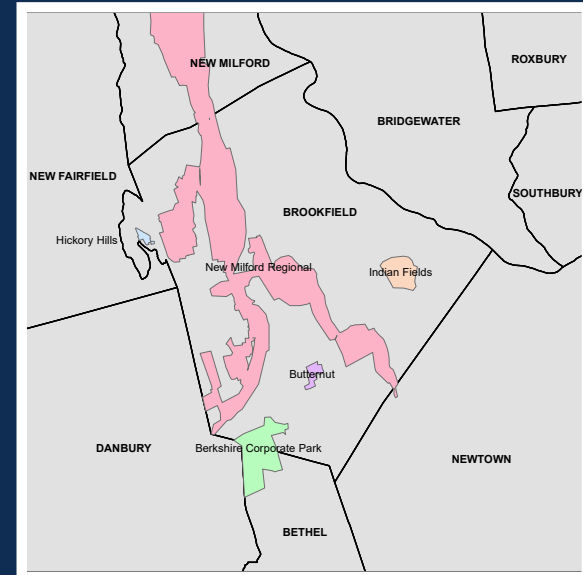 NEW MILFORD
ROXBURY
BRIDGEWATER
NEW FAIRFIELD
SOUTHBURY
BROOKFIELD
Hickory Hills
New Milford Regional
Indian Fields
Butternut
DANBURY
Berkshire Corporate Park
NEWTOWN
BETHEL